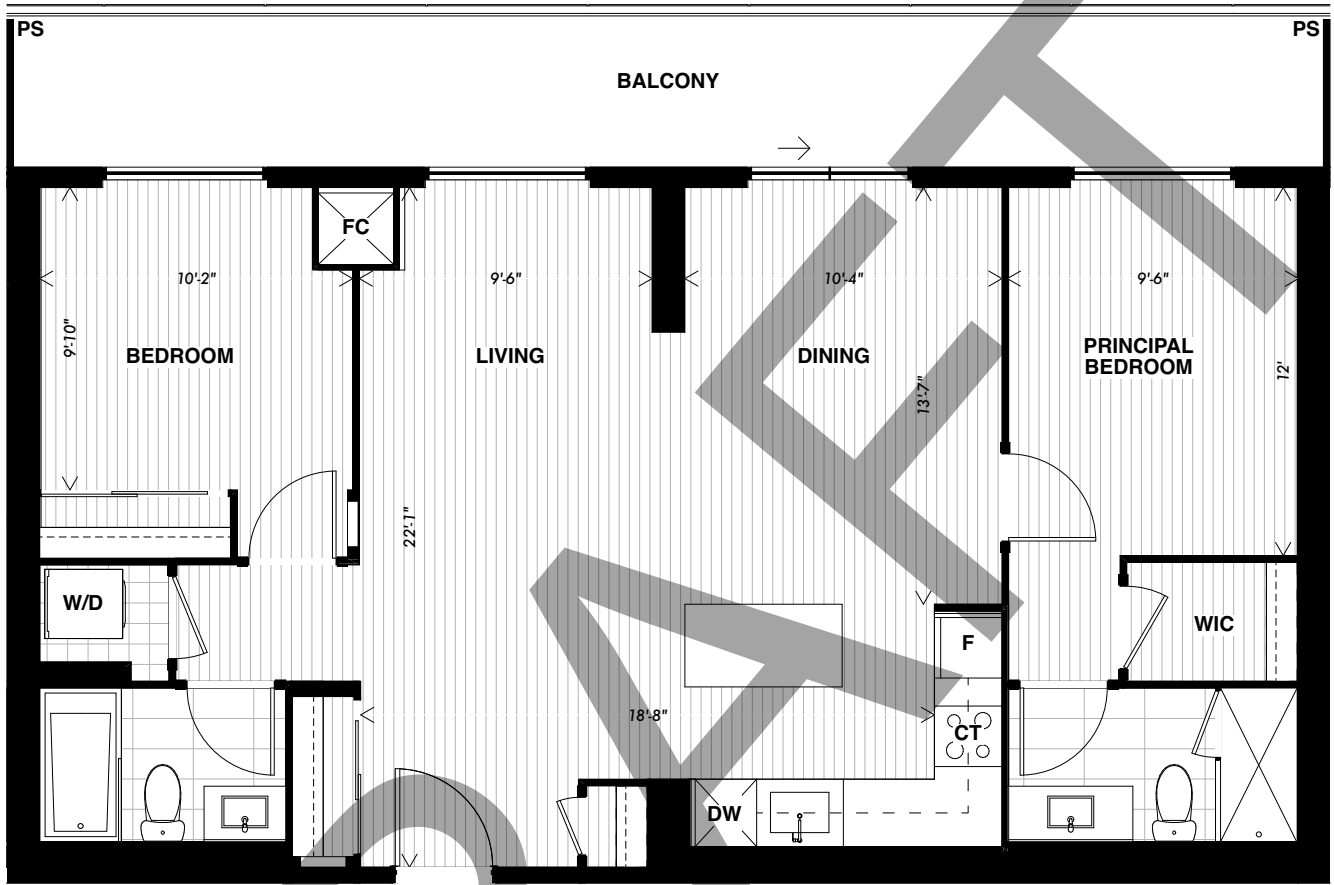 PS
PS
BALCONY
FC
10'-2"
9'-6"
10'-4"
9'-6"
9'-10"
BEDROOM
LIVING
DINING
PRINCIPAL
BEDROOM
12'
13'-7"
22'-1"
W/D
WIC
F
18'-8"
CT
DW
DRAFT